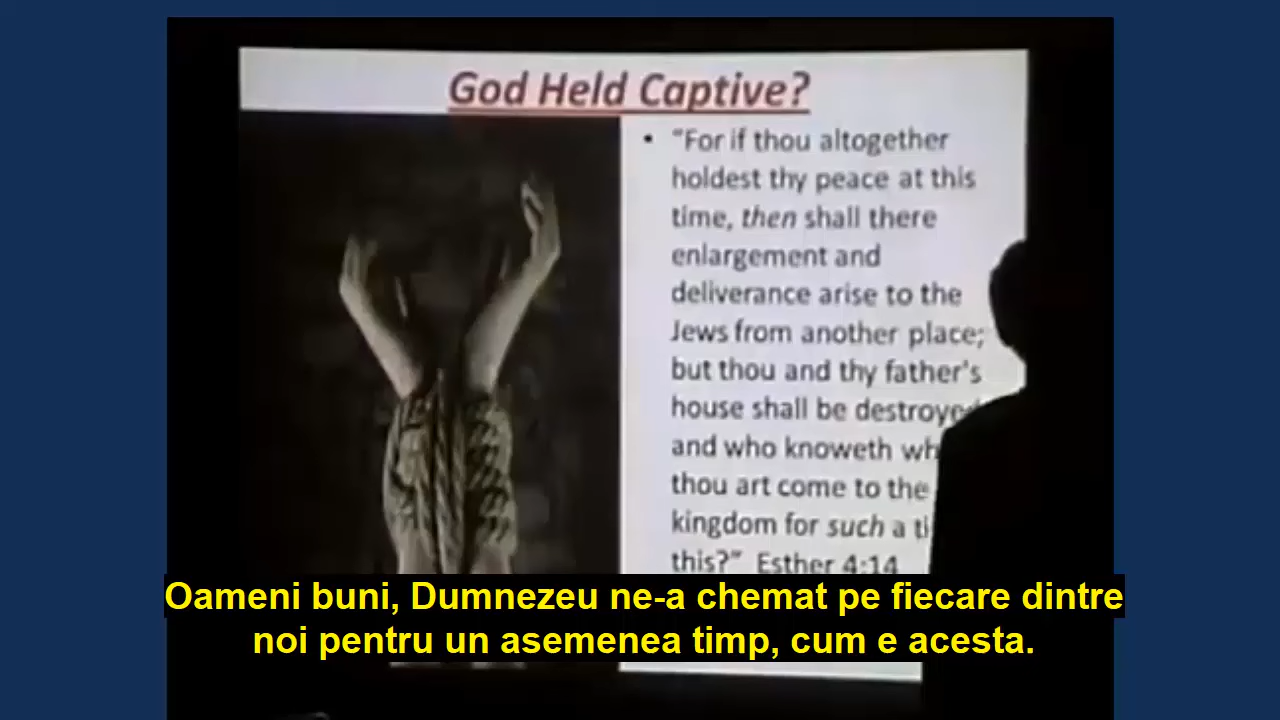 God Held Captive?
• "For if thou altogether
holdest thy peace at this
time, then shall there
enlargement and
deliverance arise to the
Jews from another place;
but thou and thy father's
house shall be destroyed
and who knoweth wh
thou art come to the
kingdom for such a ti
this?" Esther 4:14
Oameni buni, Dumnezeu ne-a chemat pe fiecare dintre
noi pentru un asemenea timp, cum e acesta.